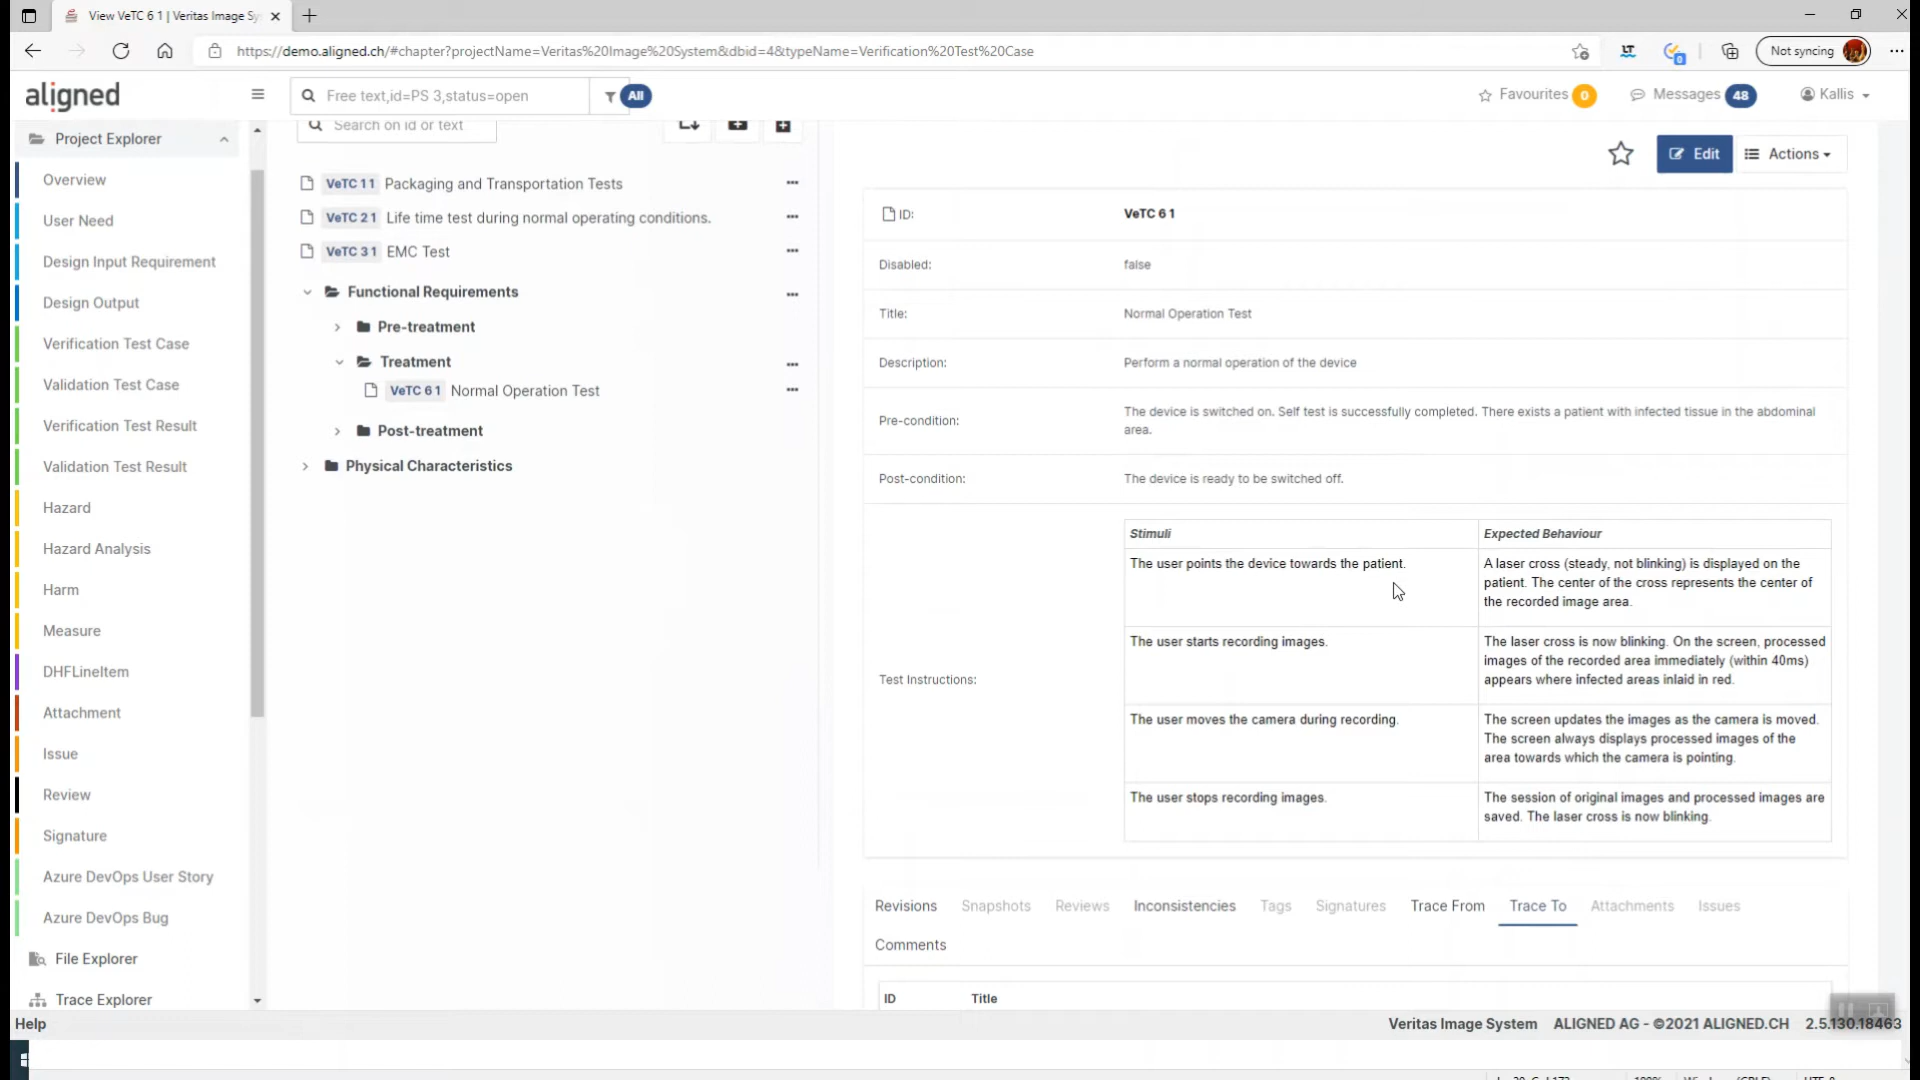 View VeTC 6 1 | Veritas Image Sy
https://demo.aligned.ch/#chapter?projectName=Veritas%20Image%20System&dbid=4&typeName=Verification%20Test%20Case
Not syncing
aligned
Free text,id=PS 3,status=open
All
Favourites 0
Messages 48
Kallis
Project Explorer
Overview
User Need
Design Input Requirement
Design Output
Verification Test Case
Validation Test Case
Verification Test Result
Validation Test Result
Hazard
Hazard Analysis
Harm
Measure
DHFLineItem
Attachment
Issue
Review
Signature
Azure DevOps User Story
Azure DevOps Bug
File Explorer
Trace Explorer
Search on id or text
VeTC 1 1 Packaging and Transportation Tests
VeTC 2 1 Life time test during normal operating conditions.
VeTC 3 1 EMC Test
Functional Requirements
Pre-treatment
Treatment
VeTC 6 1 Normal Operation Test
Post-treatment
Physical Characteristics
Edit
Actions
ID: VeTC 6 1
Disabled: false
Title: Normal Operation Test
Description: Perform a normal operation of the device
Pre-condition: The device is switched on. Self test is successfully completed. There exists a patient with infected tissue in the abdominal
area.
Post-condition: The device is ready to be switched off.
Test Instructions:
Stimuli Expected Behaviour
The user points the device towards the patient.
A laser cross (steady, not blinking) is displayed on the
patient. The center of the cross represents the center of
the recorded image area.
The user starts recording images.
The laser cross is now blinking. On the screen, processed
images of the recorded area immediately (within 40ms)
appears where infected areas inlaid in red.
The user moves the camera during recording.
The screen updates the images as the camera is moved.
The screen always displays processed images of the
area towards which the camera is pointing.
The user stops recording images.
The session of original images and processed images are
saved. The laser cross is now blinking.
Revisions Snapshots Reviews Inconsistencies Tags Signatures Trace From Trace To Attachments Issues
Comments
ID Title
Help
Veritas Image System ALIGNED AG - ©2021 ALIGNED.CH 2.5.130.18463